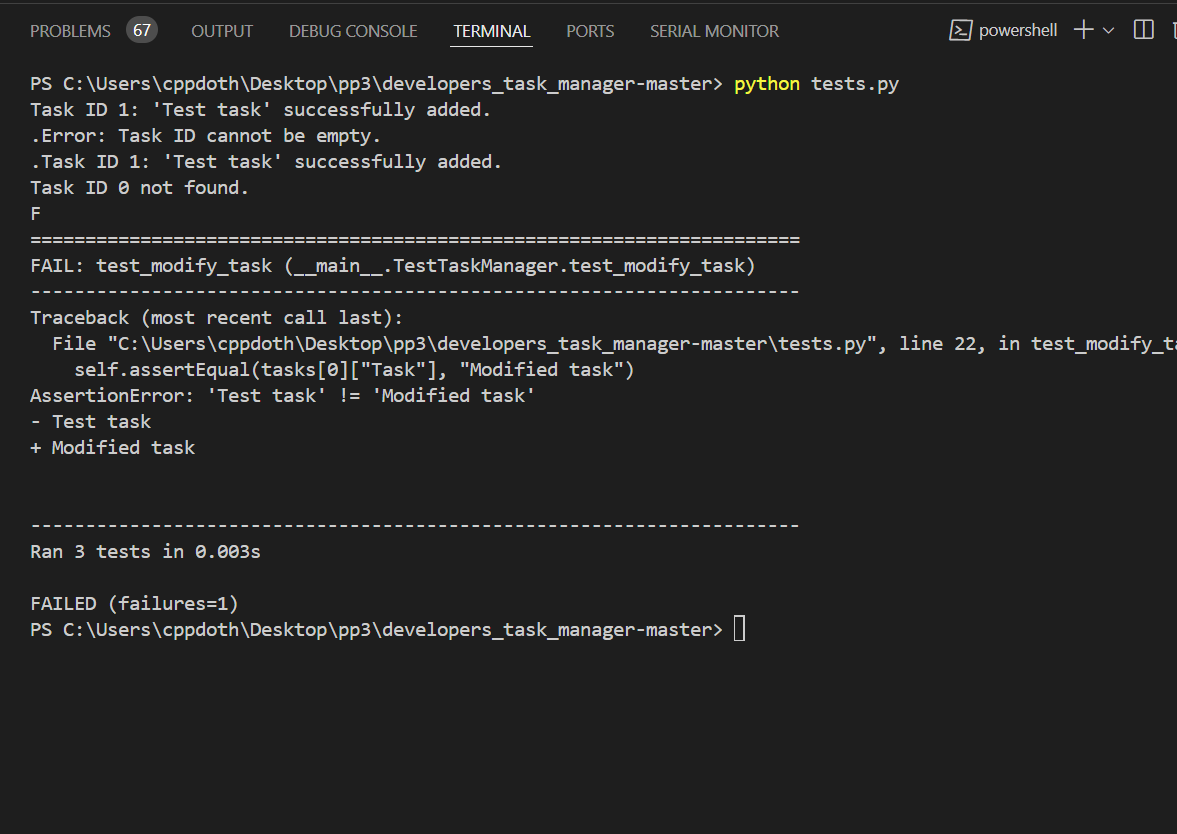 PROBLEMS 67 OUTPUT DEBUG CONSOLE TERMINAL PORTS SERIAL MONITOR powershell
PS C:\Users\cppdoth\Desktop\pp3\developers_task_manager-master> python tests.py
Task ID 1: 'Test task' successfully added.
.Error: Task ID cannot be empty.
.Task ID 1: 'Test task' successfully added.
Task ID 0 not found.
F
======================================================================
FAIL: test_modify_task (__main__.TestTaskManager.test_modify_task)
----------------------------------------------------------------------
Traceback (most recent call last):
  File "C:\Users\cppdoth\Desktop\pp3\developers_task_manager-master\tests.py", line 22, in test_modify_ta
    self.assertEqual(tasks[0]["Task"], "Modified task")
AssertionError: 'Test task' != 'Modified task'
- Test task
+ Modified task
----------------------------------------------------------------------
Ran 3 tests in 0.003s
FAILED (failures=1)
PS C:\Users\cppdoth\Desktop\pp3\developers_task_manager-master>